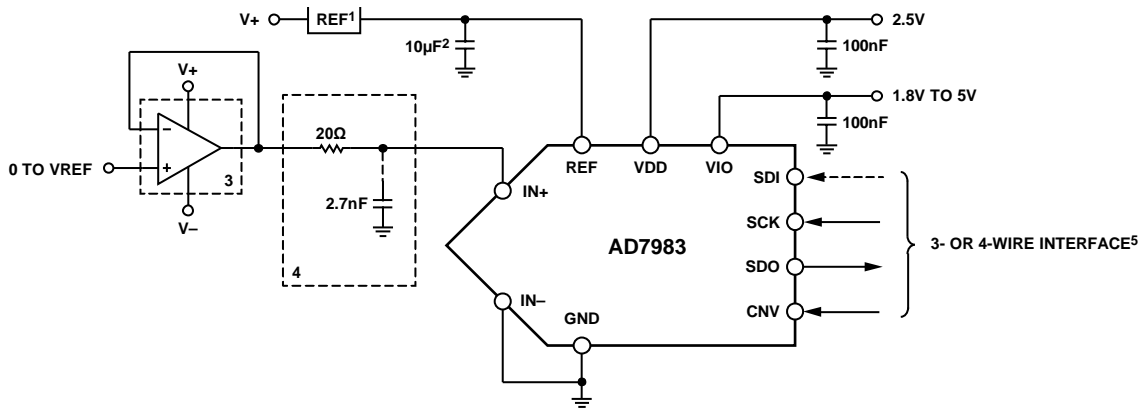 V+ REF1 2.5V
10µF2 100nF
V+ 1.8V TO 5V
100nF
20Ω
REF VDD VIO
– SDI
0 TO VREF + 3 IN+
2.7nF SCK
V– AD7983 3- OR 4-WIRE INTERFACE5
SDO
4
IN– CNV
GND